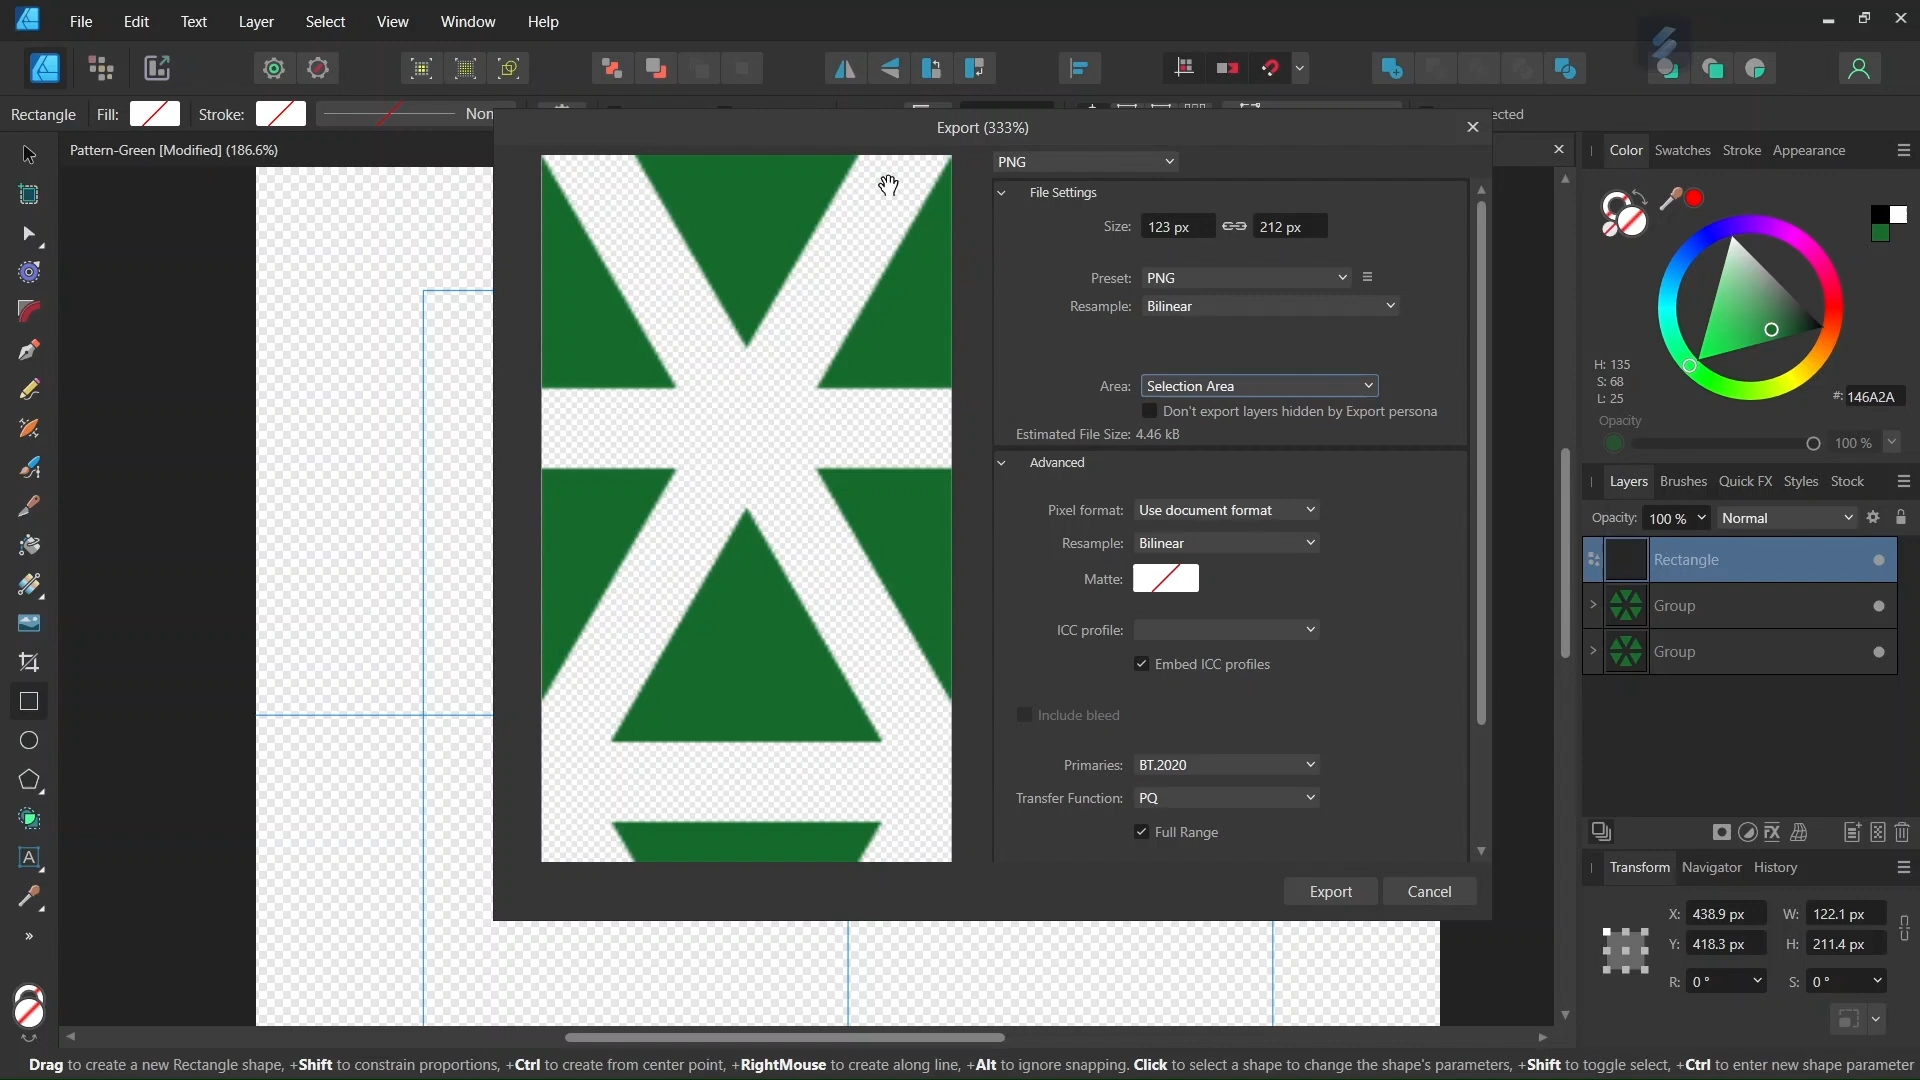 File Edit Text Layer Select View Window Help
Rectangle Fill: Stroke: Non
ected
Pattern-Green [Modified] (186.6%)
Export (333%)
PNG
File Settings
Size: 123 px 212 px
Preset: PNG
Resample: Bilinear
Area: Selection Area
Don't export layers hidden by Export persona
Estimated File Size: 4.46 kB
Advanced
Pixel format: Use document format
Resample: Bilinear
Matte:
ICC profile:
Embed ICC profiles
Include bleed
Primaries: BT.2020
Transfer Function: PQ
Full Range
Export Cancel
Color Swatches Stroke Appearance
H: 135
S: 68
L: 25
#: 146A2A
Opacity
100 %
Layers Brushes Quick FX Styles Stock
Opacity: 100 % Normal
Rectangle
Group
Group
FX
Transform Navigator History
X: 438.9 px W: 122.1 px
Y: 418.3 px H: 211.4 px
R: 0 ° S: 0 °
Drag to create a new Rectangle shape, +Shift to constrain proportions, +Ctrl to create from center point, +RightMouse to create along line, +Alt to ignore snapping. Click to select a shape to change the shape's parameters, +Shift to toggle select, +Ctrl to enter new shape parameter